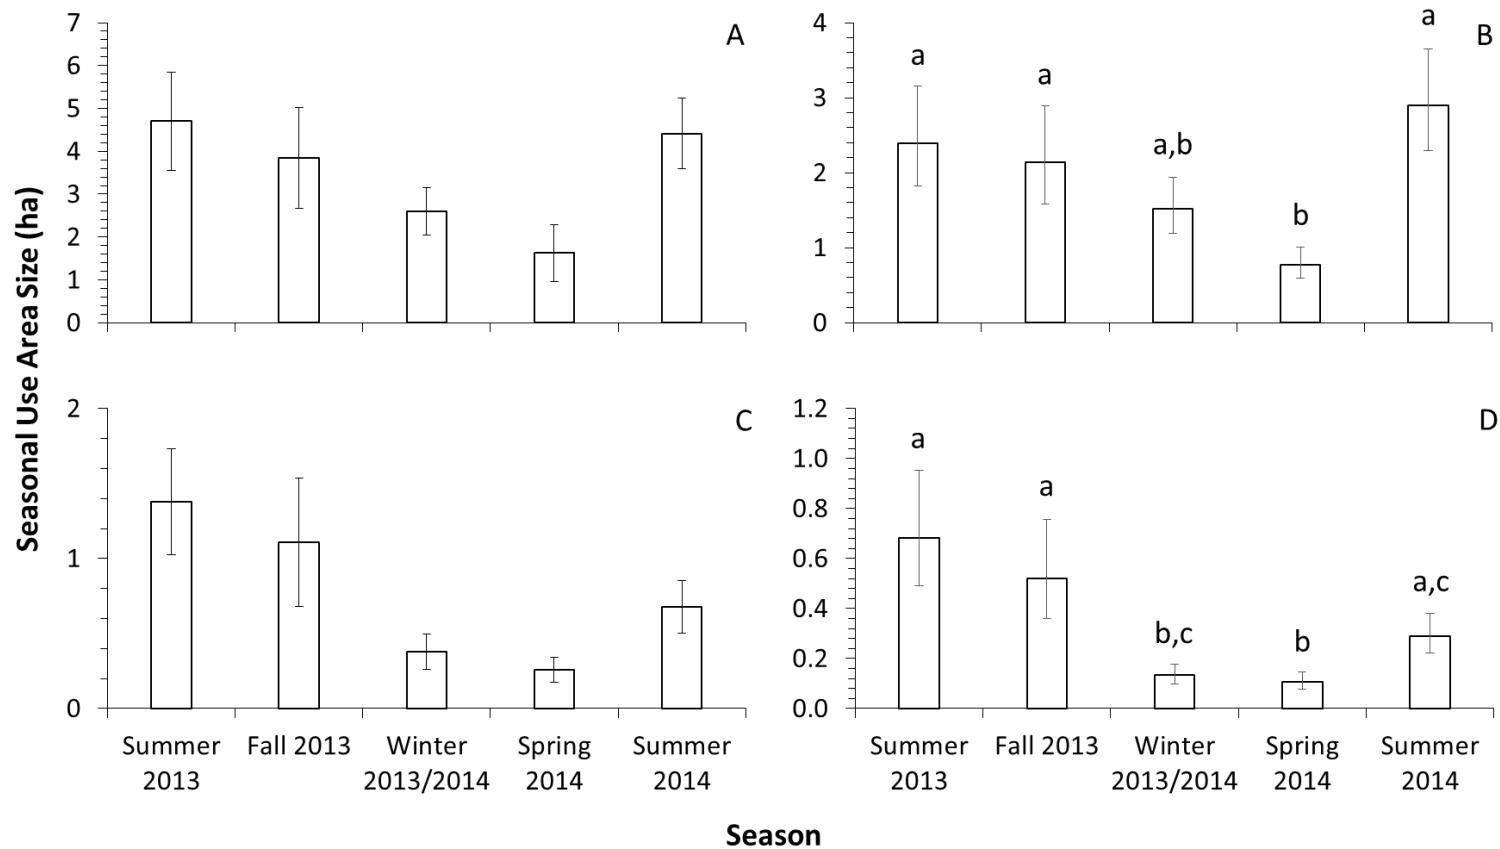 Seasonal Use Area Size (ha)
7
6
5
4
3
2
1
0
A
4
3
2
1
0
a
a
a,b
b
a
B
2
1
0
C
Summer
2013
Fall 2013
Winter
2013/2014
Spring
2014
Summer
2014
1.2
1.0
0.8
0.6
0.4
0.2
0.0
a
a
b,c
b
a,c
D
Summer
2013
Fall 2013
Winter
2013/2014
Spring
2014
Summer
2014
Season